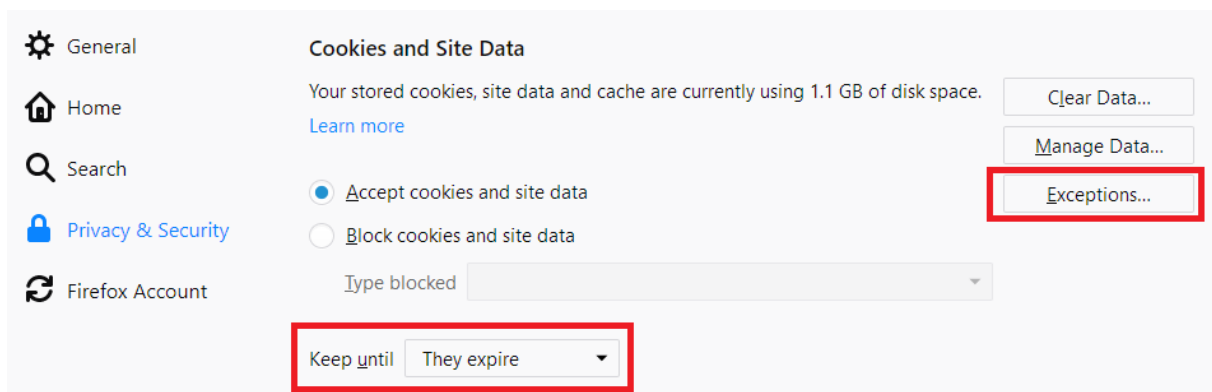 General
Home
Search
Privacy & Security
Firefox Account
Cookies and Site Data
Your stored cookies, site data and cache are currently using 1.1 GB of disk space.
Learn more
Clear Data...
Manage Data...
Exceptions...
Accept cookies and site data
Block cookies and site data
Type blocked
Keep until They expire